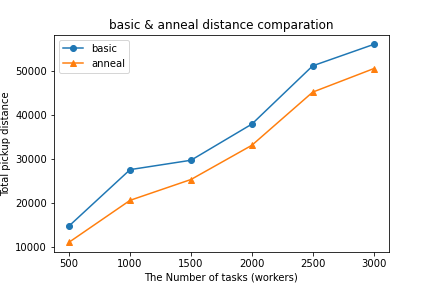 basic & anneal distance comparation
basic
anneal
Total pickup distance
50000
40000
30000
20000
10000
500 1000 1500 2000 2500 3000
The Number of tasks (workers)